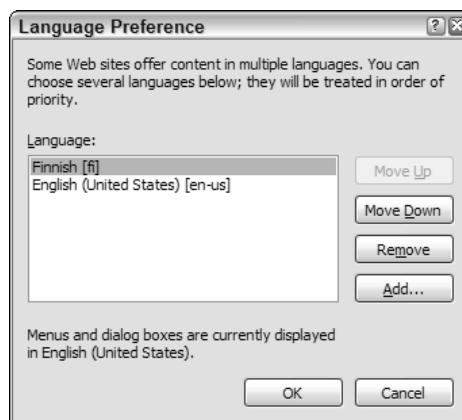 Language Preference
Some Web sites offer content in multiple languages. You can
choose several languages below; they will be treated in order of
priority.
Language:
Finnish [fi]
English (United States) [en-us]
Move Up
Move Down
Remove
Add...
Menus and dialog boxes are currently displayed
in English (United States).
OK
Cancel